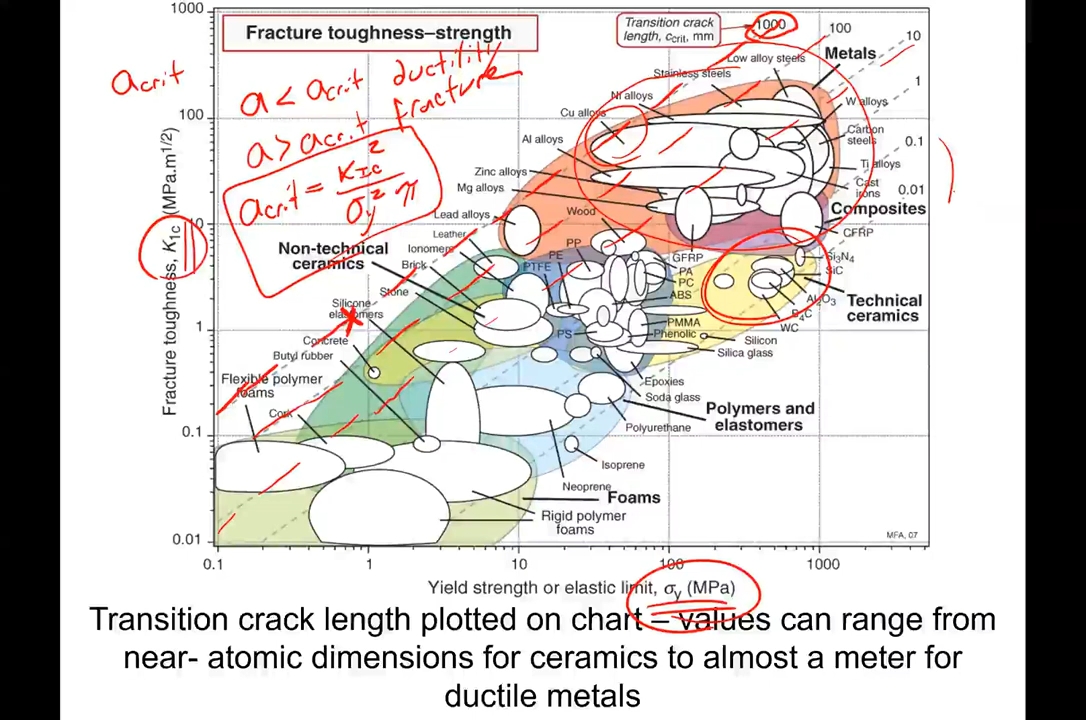 1000
Fracture toughness–strength
Transition crack
length, c_crit, mm
1000
100
10
Metals
Low alloy steels
Stainless steels
1
a_crit
a < a_crit ductility
a > a_crit fracture
a_crit = K_IC² / σ_y² π
Ni alloys
W alloys
100
Cu alloys
Carbon
steels
0.1
Al alloys
Ti alloys
Zinc alloys
Cast
irons
0.01
Mg alloys
Composites
Wood
Lead alloys
10
CFRP
Leather
Non-technical
ceramics
Ionomers
PP
PE
GFRP
Si₃N₄
SiC
Brick
PTFE
PA
PC
Stone
ABS
Al₂O₃
Technical
ceramics
Silicone
elastomers
B₄C
WC
1
PS
PMMA
Phenolic
Silicon
Concrete
Silica glass
Butyl rubber
Flexible polymer
foams
Epoxies
Soda glass
Cork
Polymers and
elastomers
Polyurethane
0.1
Isoprene
Neoprene
Foams
Rigid polymer
foams
MFA, 07
0.01
Fracture toughness, K₁c (MPa.m^1/2)
0.1 1 10 100 1000
Yield strength or elastic limit, σy (MPa)
Transition crack length plotted on chart – values can range from
near- atomic dimensions for ceramics to almost a meter for
ductile metals